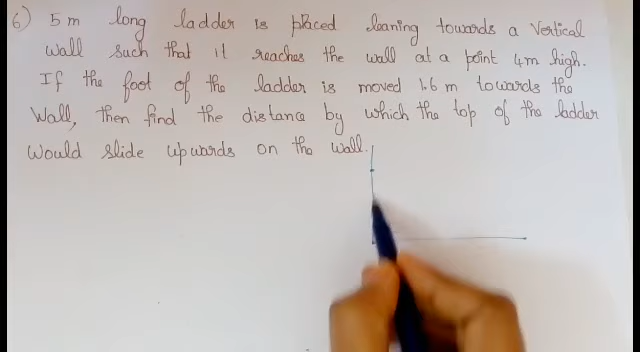 6) 5 m long ladder is placed leaning towards a vertical
wall such that it reaches the wall at a point 4m high.
If the foot of the ladder is moved 1.6 m towards the
wall, then find the distance by which the top of the ladder
would slide upwards on the wall.